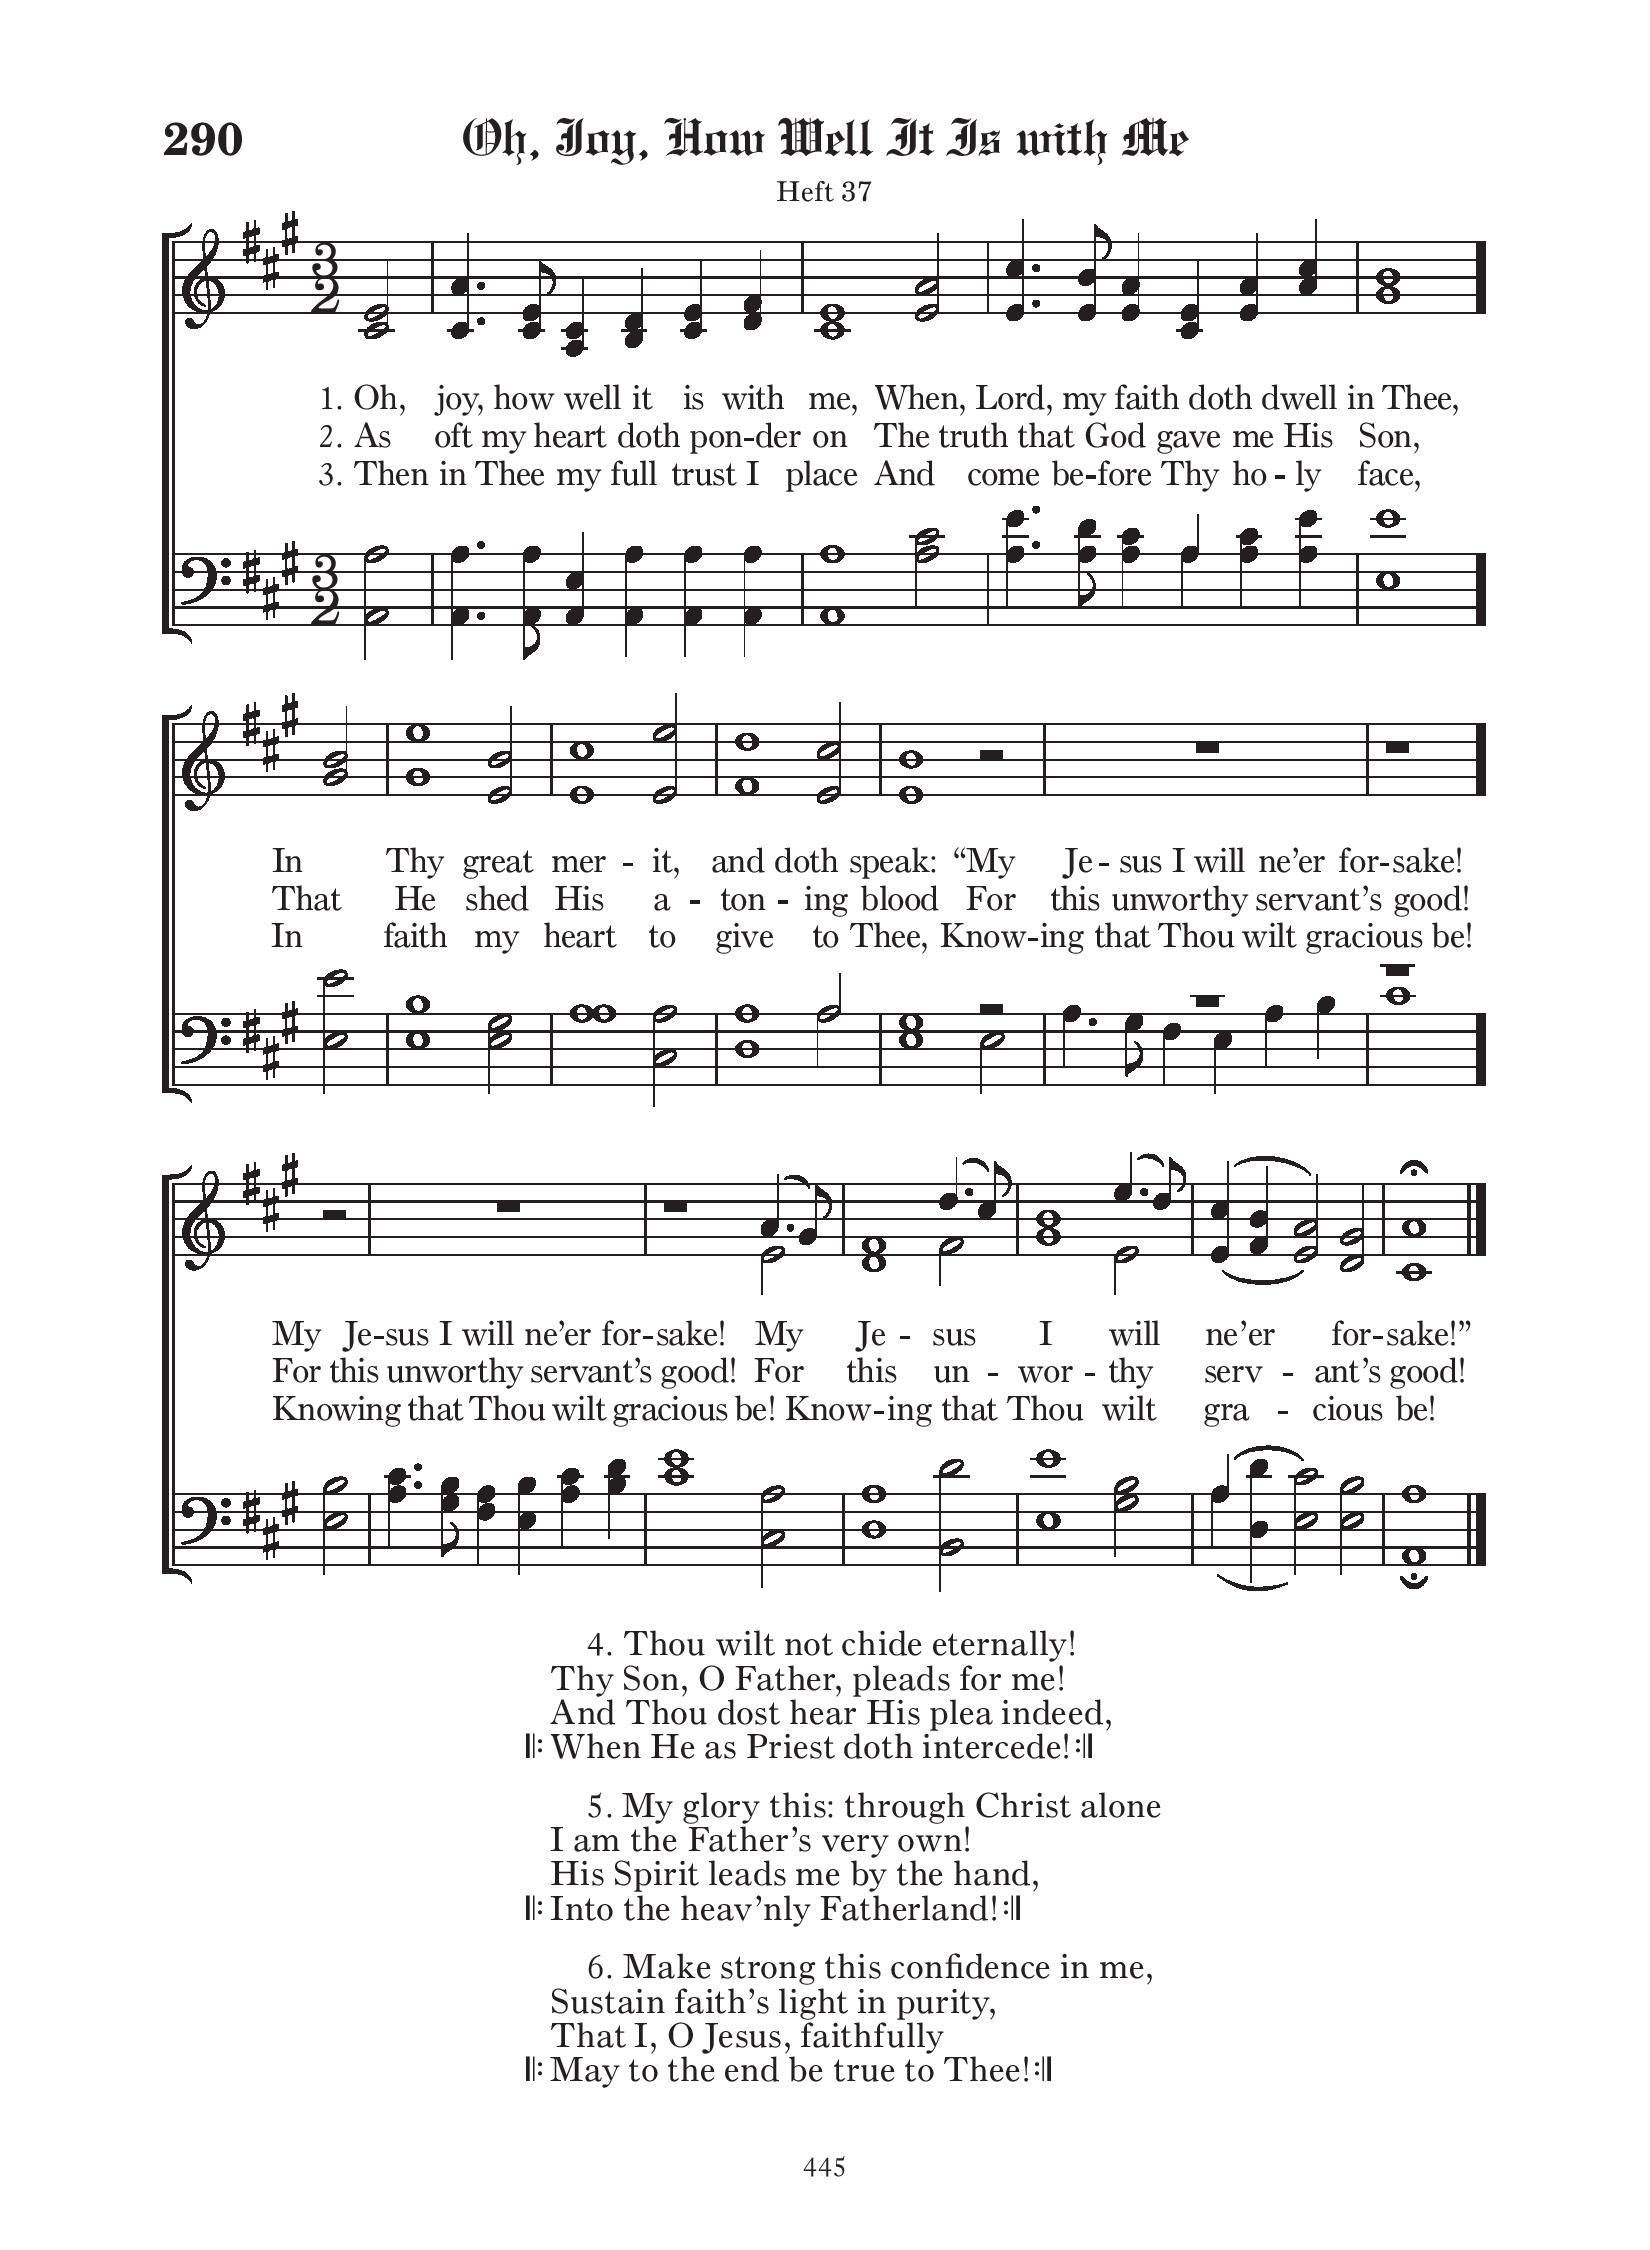 290 Oh, Joy, How Well It Is with Me
Heft 37
1. Oh, joy, how well it is with me, When, Lord, my faith doth dwell in Thee,
2. As oft my heart doth pon-der on The truth that God gave me His Son,
3. Then in Thee my full trust I place And come be-fore Thy ho - ly face,
In Thy great mer - it, and doth speak: “My Je - sus I will ne’er for-sake!
That He shed His a - ton - ing blood For this unworthy servant’s good!
In faith my heart to give to Thee, Know-ing that Thou wilt gracious be!
My Je-sus I will ne’er for-sake! My Je - sus I will ne’er for-sake!”
For this unworthy servant’s good! For this un - wor - thy serv - ant’s good!
Knowing that Thou wilt gracious be! Know-ing that Thou wilt gra - cious be!
4. Thou wilt not chide eternally!
Thy Son, O Father, pleads for me!
And Thou dost hear His plea indeed,
𝄆 When He as Priest doth intercede! 𝄇
5. My glory this: through Christ alone
I am the Father’s very own!
His Spirit leads me by the hand,
𝄆 Into the heav’nly Fatherland! 𝄇
6. Make strong this confidence in me,
Sustain faith’s light in purity,
That I, O Jesus, faithfully
𝄆 May to the end be true to Thee! 𝄇
445